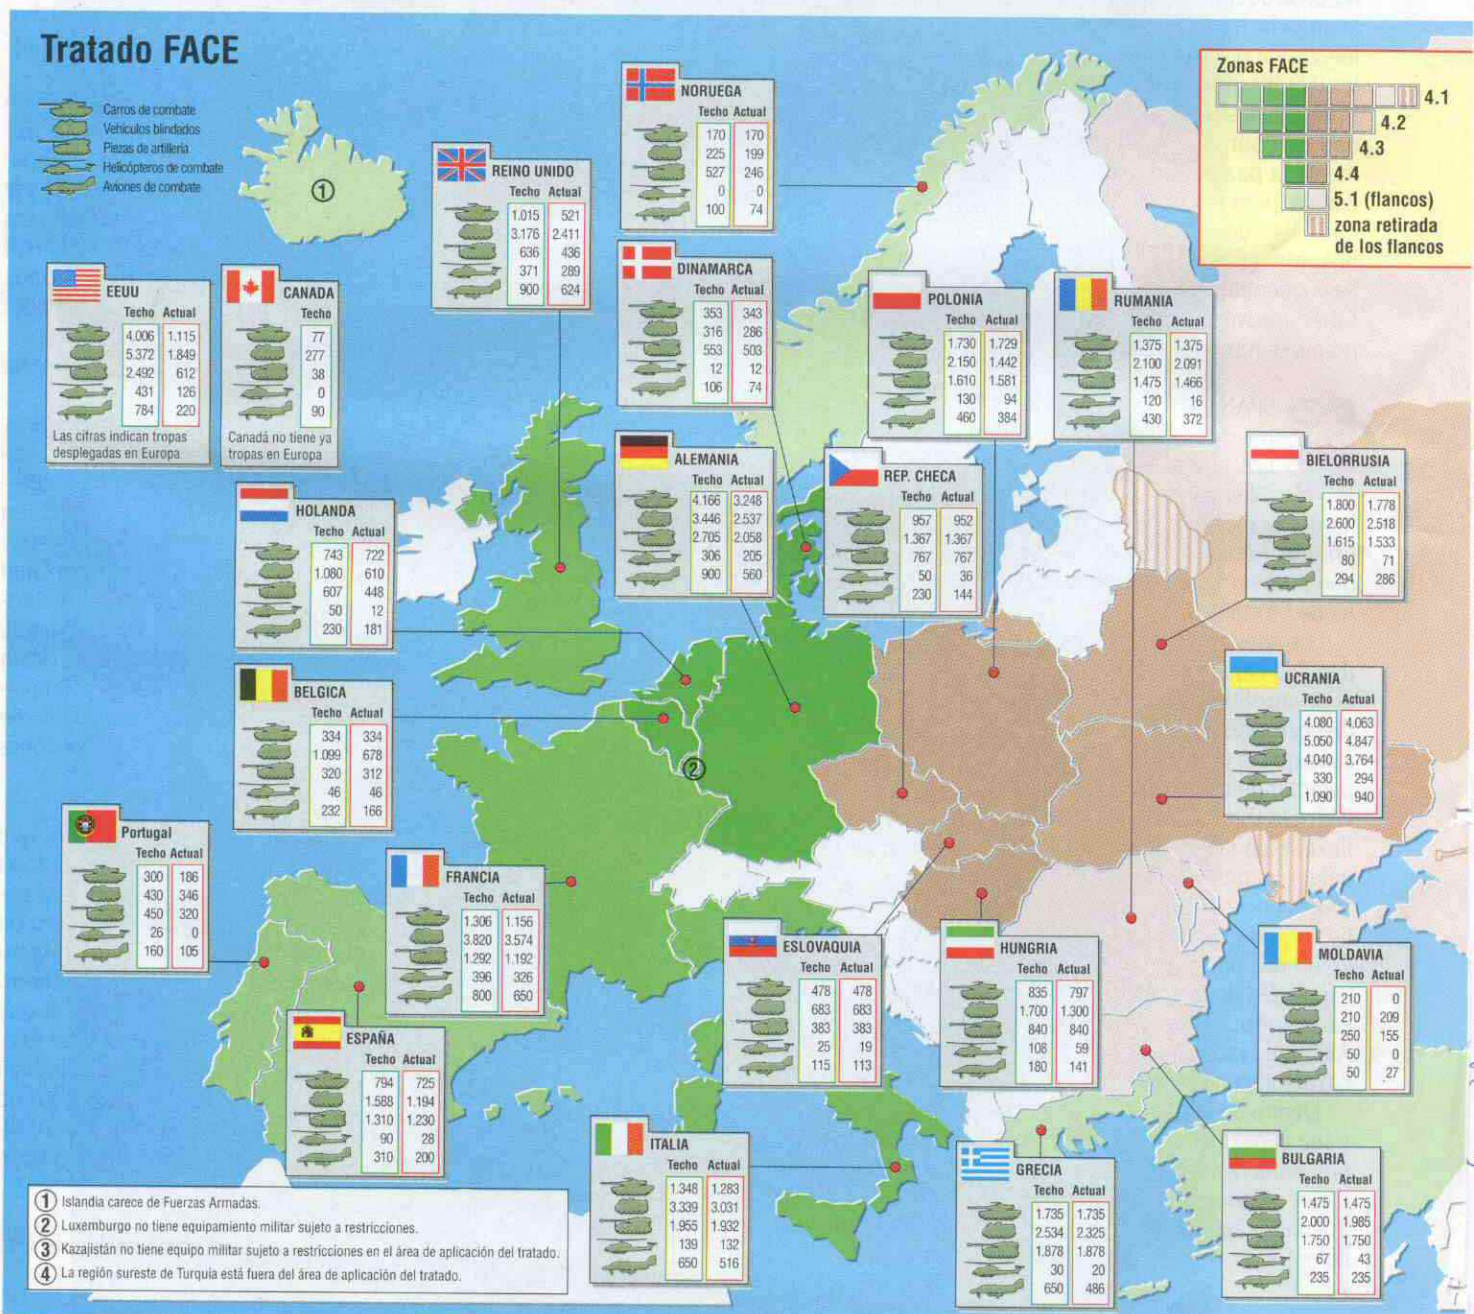 Tratado FACE
Carros de combate
Vehículos blindados
Piezas de artillería
Helicópteros de combate
Aviones de combate
Zonas FACE
4.1
4.2
4.3
4.4
5.1 (flancos)
zona retirada
de los flancos
①
NORUEGA
Techo Actual
170 170
225 199
527 246
0 0
100 74
REINO UNIDO
Techo Actual
1.015 521
3.176 2.411
636 436
371 289
900 624
DINAMARCA
Techo Actual
353 343
316 286
553 503
12 12
106 74
EEUU
Techo Actual
4.006 1.115
5.372 1.849
2.492 612
431 126
784 220
Las cifras indican tropas
desplegadas en Europa
CANADA
Techo
77
277
38
0
90
Canadá no tiene ya
tropas en Europa
POLONIA
Techo Actual
1.730 1.729
2.150 1.442
1.610 1.581
130 94
460 384
RUMANIA
Techo Actual
1.375 1.375
2.100 2.091
1.475 1.466
120 16
430 372
ALEMANIA
Techo Actual
4.166 3.248
3.446 2.537
2.705 2.058
306 205
900 560
REP. CHECA
Techo Actual
957 952
1.367 1.367
767 767
50 36
230 144
BIELORRUSIA
Techo Actual
1.800 1.778
2.600 2.518
1.615 1.533
80 71
294 286
HOLANDA
Techo Actual
743 722
1.080 610
607 448
50 12
230 181
BELGICA
Techo Actual
334 334
1.099 678
320 312
46 46
232 166
②
UCRANIA
Techo Actual
4.080 4.063
5.050 4.847
4.040 3.764
330 294
1.090 940
Portugal
Techo Actual
300 186
430 346
450 320
26 0
160 105
FRANCIA
Techo Actual
1.306 1.156
3.820 3.574
1.292 1.192
396 326
800 650
ESLOVAQUIA
Techo Actual
478 478
683 683
383 383
25 19
115 113
HUNGRIA
Techo Actual
835 797
1.700 1.300
840 840
108 59
180 141
MOLDAVIA
Techo Actual
210 0
210 209
250 155
50 0
50 27
ESPAÑA
Techo Actual
794 725
1.588 1.194
1.310 1.230
90 28
310 200
ITALIA
Techo Actual
1.348 1.283
3.339 3.031
1.955 1.932
139 132
650 516
GRECIA
Techo Actual
1.735 1.735
2.534 2.325
1.878 1.878
30 20
650 486
BULGARIA
Techo Actual
1.475 1.475
2.000 1.985
1.750 1.750
67 43
235 235
① Islandia carece de Fuerzas Armadas.
② Luxemburgo no tiene equipamiento militar sujeto a restricciones.
③ Kazajistán no tiene equipo militar sujeto a restricciones en el área de aplicación del tratado.
④ La región sureste de Turquía está fuera del área de aplicación del tratado.